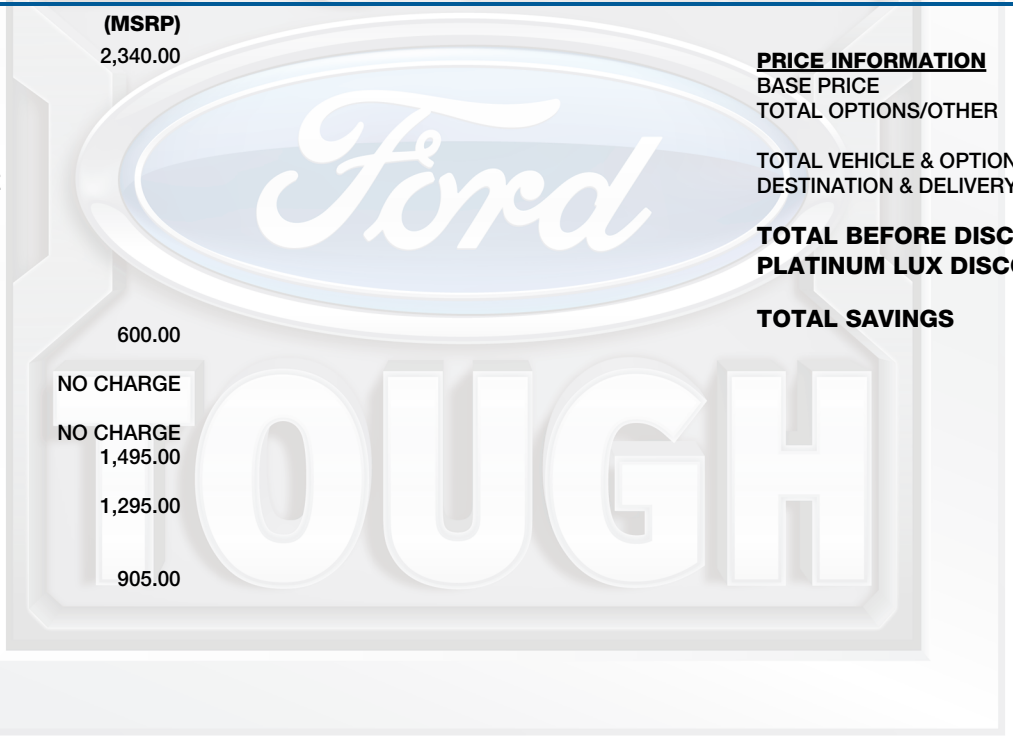 (MSRP)
2,340.00
600.00
NO CHARGE
NO CHARGE
1,495.00
1,295.00
905.00
PRICE INFORMATION
BASE PRICE
TOTAL OPTIONS/OTHER
TOTAL VEHICLE & OPTION
DESTINATION & DELIVERY
TOTAL BEFORE DISC
PLATINUM LUX DISC
TOTAL SAVINGS
Ford
TOUGH